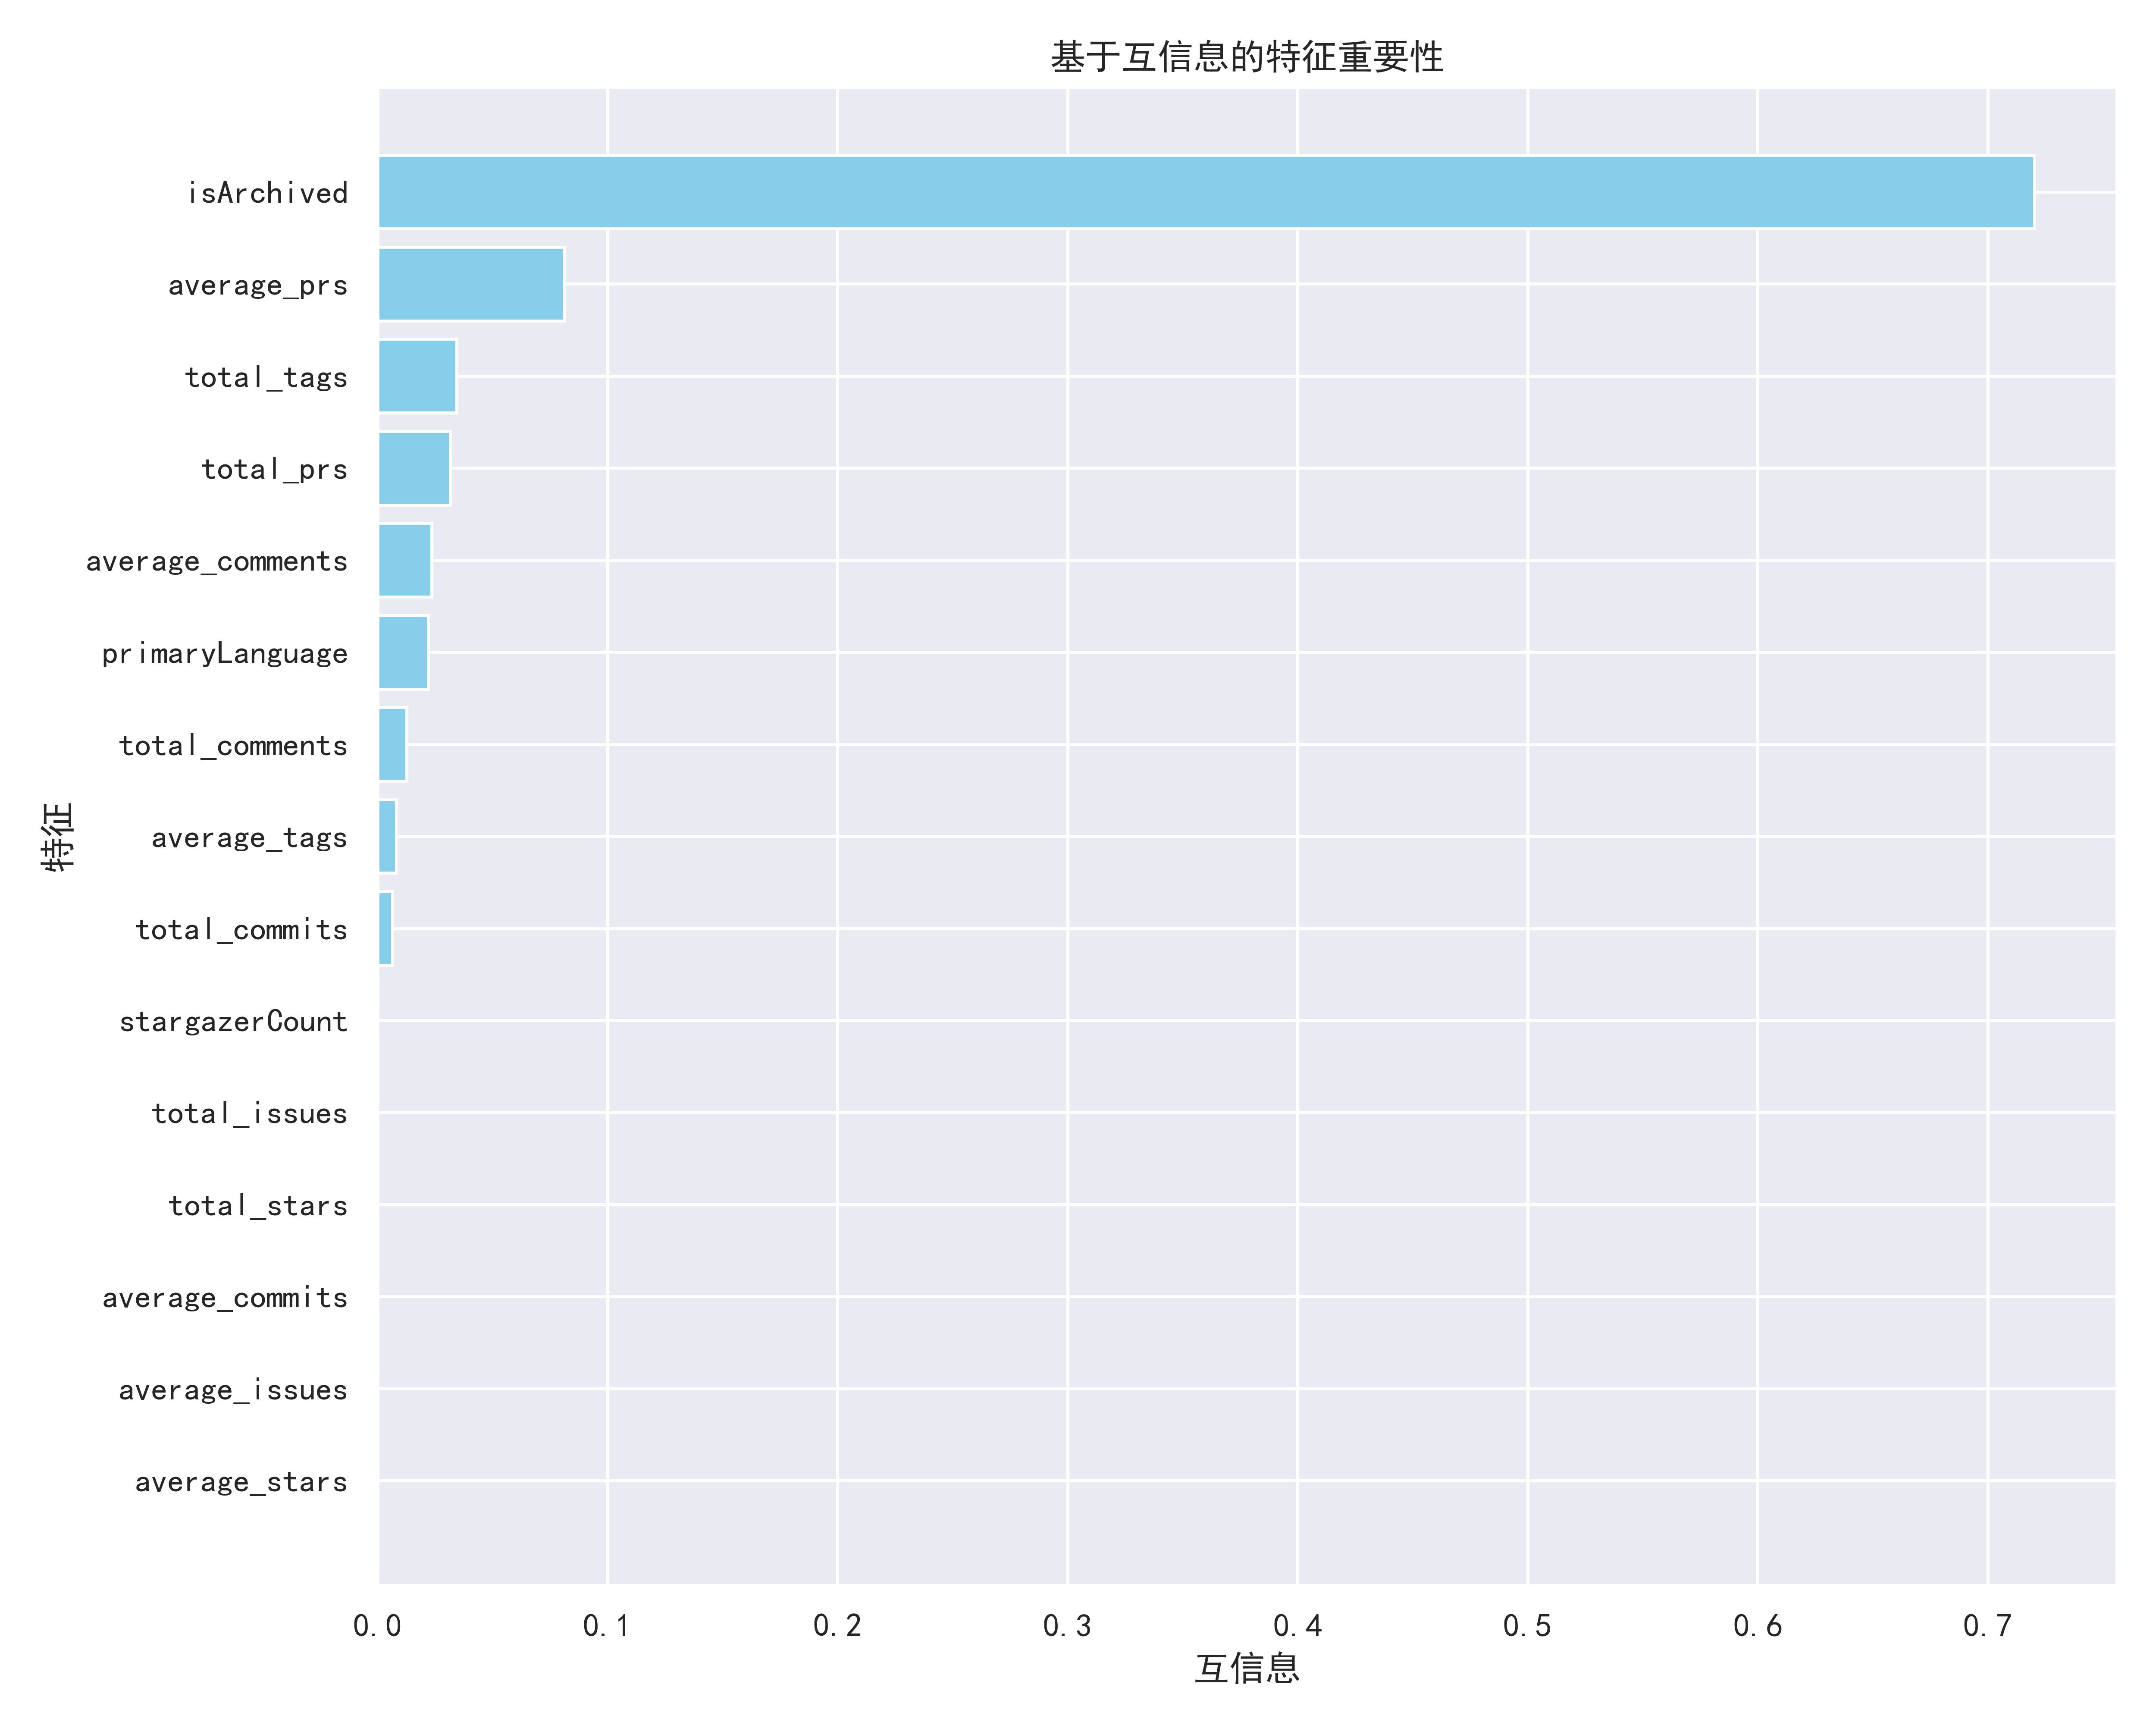 基于互信息的特征重要性
isArchived
average_prs
total_tags
total_prs
average_comments
primaryLanguage
total_comments
average_tags
total_commits
stargazerCount
total_issues
total_stars
average_commits
average_issues
average_stars
特征
0.0 0.1 0.2 0.3 0.4 0.5 0.6 0.7
互信息